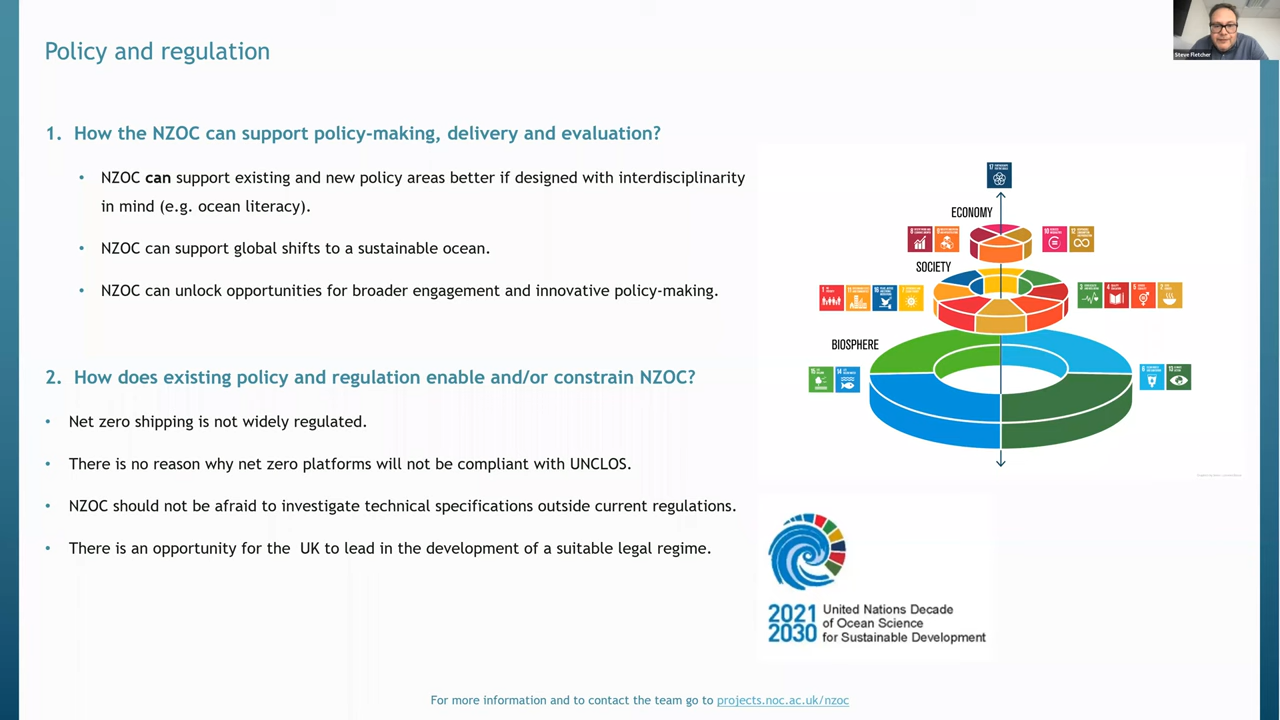 Steve Fletcher
Policy and regulation
1. How the NZOC can support policy-making, delivery and evaluation?
• NZOC can support existing and new policy areas better if designed with interdisciplinarity
in mind (e.g. ocean literacy).
• NZOC can support global shifts to a sustainable ocean.
• NZOC can unlock opportunities for broader engagement and innovative policy-making.
2. How does existing policy and regulation enable and/or constrain NZOC?
• Net zero shipping is not widely regulated.
• There is no reason why net zero platforms will not be compliant with UNCLOS.
• NZOC should not be afraid to investigate technical specifications outside current regulations.
• There is an opportunity for the  UK to lead in the development of a suitable legal regime.
17
ECONOMY
SOCIETY
BIOSPHERE
2021
2030
United Nations Decade
of Ocean Science
for Sustainable Development
For more information and to contact the team go to projects.noc.ac.uk/nzoc